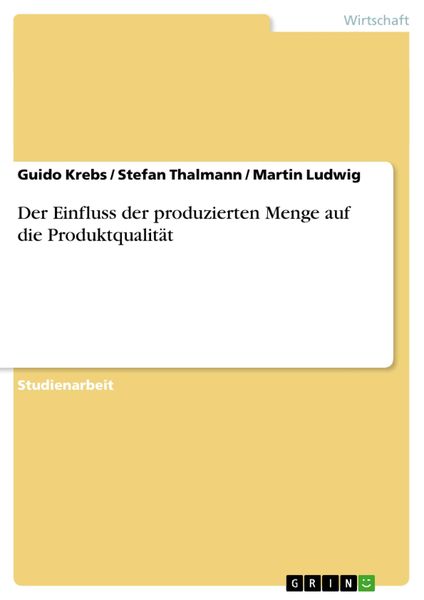 Wirtschaft
Guido Krebs / Stefan Thalmann / Martin Ludwig
Der Einfluss der produzierten Menge auf
die Produktqualität
Studienarbeit
GRIN